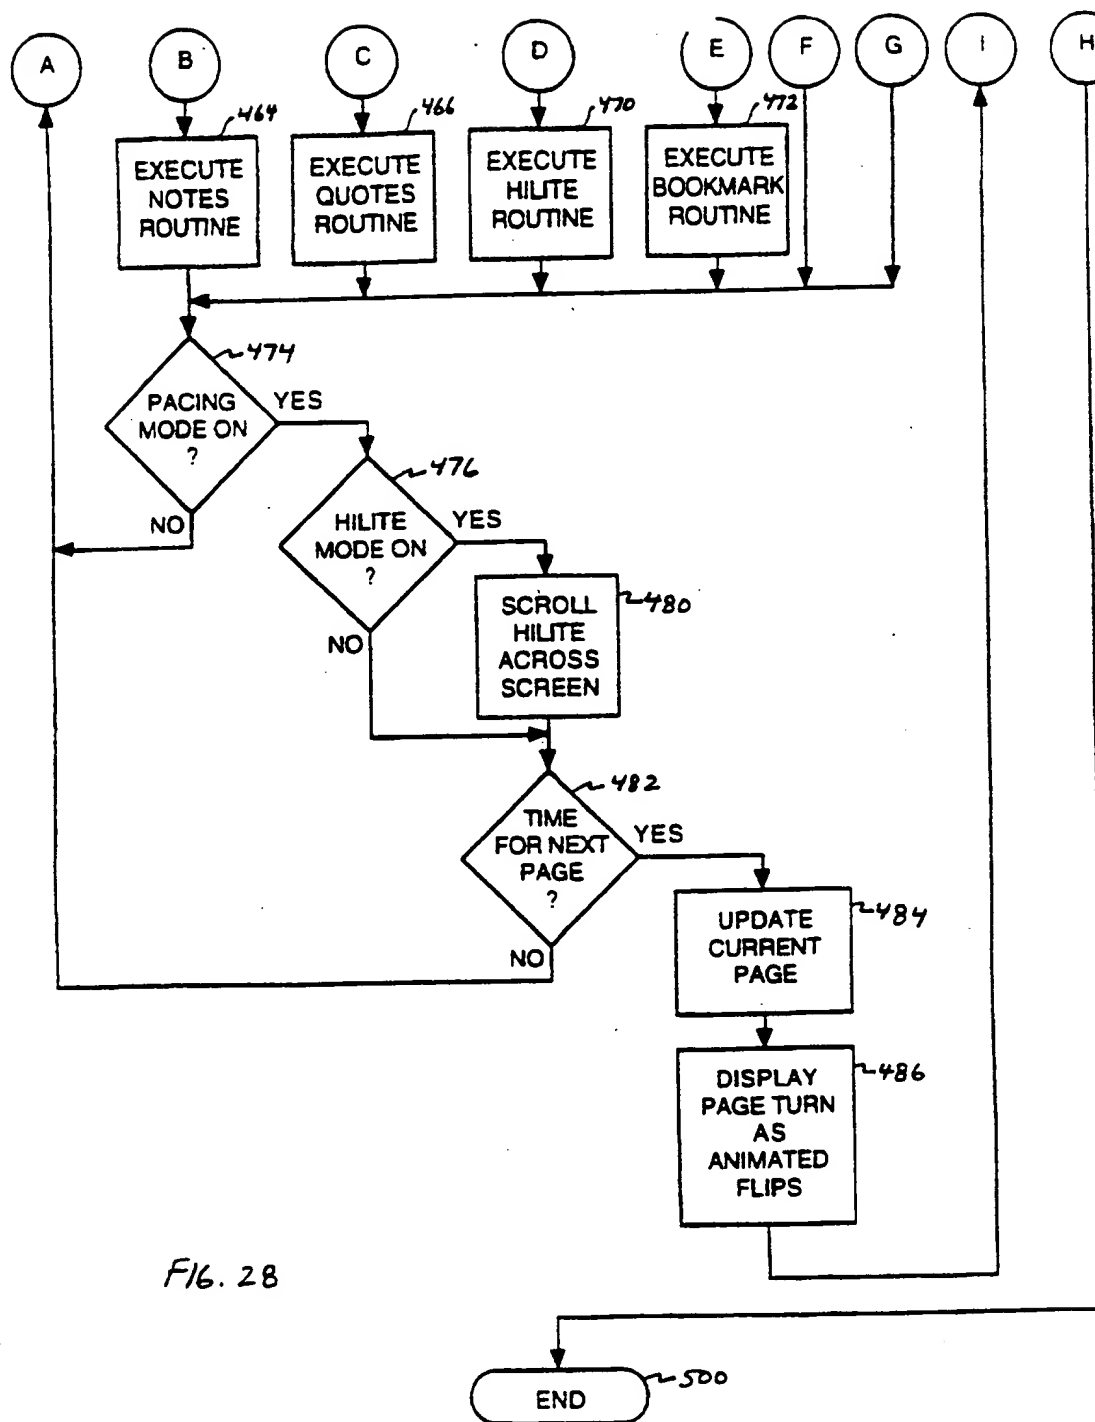 A B C D E F G I H
464 466 470 472
EXECUTE
NOTES
ROUTINE
EXECUTE
QUOTES
ROUTINE
EXECUTE
HILITE
ROUTINE
EXECUTE
BOOKMARK
ROUTINE
474
PACING
MODE ON
?
YES
NO
476
HILITE
MODE ON
?
YES
NO
480
SCROLL
HILITE
ACROSS
SCREEN
482
TIME
FOR NEXT
PAGE
?
YES
NO
484
UPDATE
CURRENT
PAGE
486
DISPLAY
PAGE TURN
AS
ANIMATED
FLIPS
FIG. 28
500
END